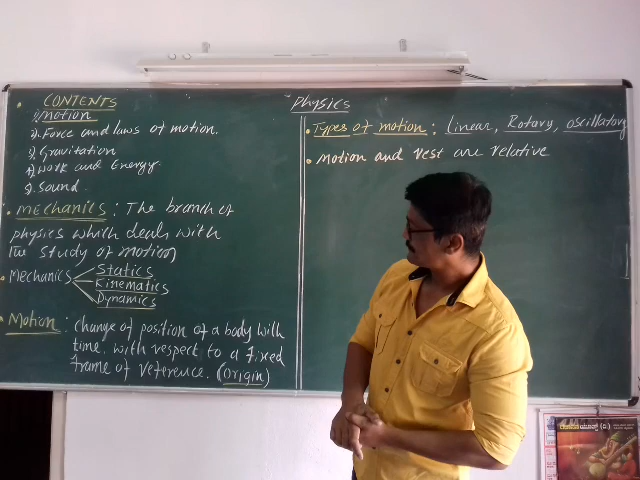 Physics
CONTENTS
1) Motion
2) Force and laws of motion.
3) Gravitation
4) Work and Energy
5) Sound.
MECHANICS : The branch of
physics which deals with
the study of motion
Mechanics
Statics
Kinematics
Dynamics
Motion : change of position of a body with
time, with respect to a fixed
frame of reference. (origin)
Types of motion : Linear, Rotary, oscillatory
Motion and rest are relative